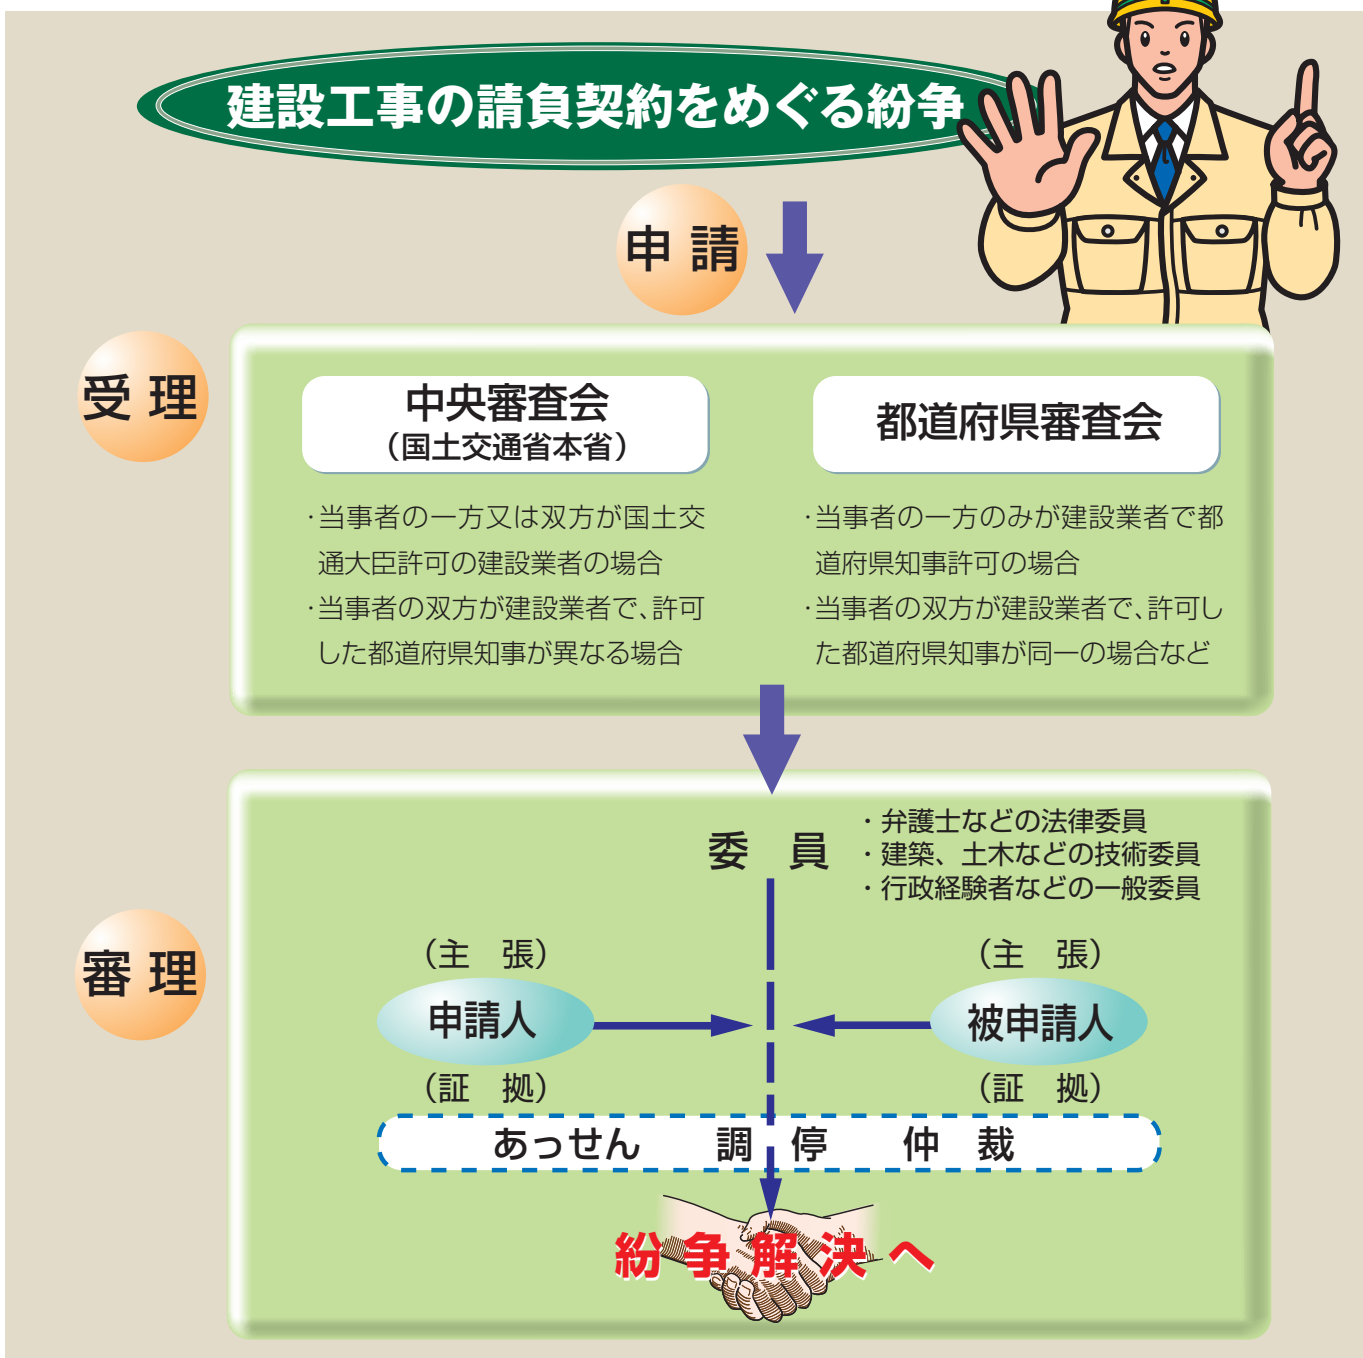 建設工事の請負契約をめぐる紛争
申 請
受 理
中央審査会
（国土交通省本省）
・当事者の一方又は双方が国土交
通大臣許可の建設業者の場合
・当事者の双方が建設業者で、許可
した都道府県知事が異なる場合
都道府県審査会
・当事者の一方のみが建設業者で都
道府県知事許可の場合
・当事者の双方が建設業者で、許可し
た都道府県知事が同一の場合など
審 理
委 員
・弁護士などの法律委員
・建築、土木などの技術委員
・行政経験者などの一般委員
（主 張）
申請人
（証 拠）
（主 張）
被申請人
（証 拠）
あっせん 調 停 仲 裁
紛争解決へ